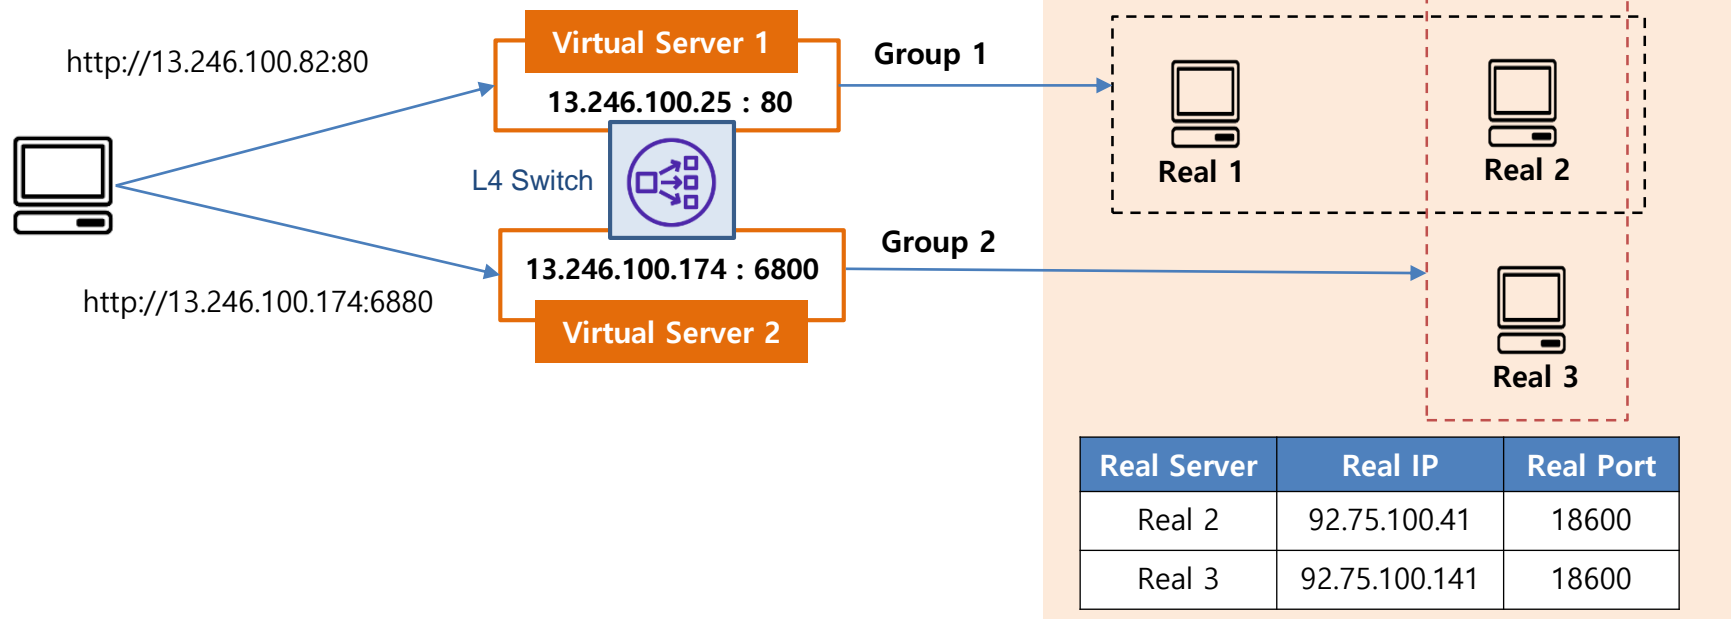 http://13.246.100.82:80
Virtual Server 1
13.246.100.25 : 80
Group 1
Real 1
Real 2
L4 Switch
Group 2
13.246.100.174 : 6800
http://13.246.100.174:6880
Virtual Server 2
Real 3
Real Server Real IP Real Port
Real 2 92.75.100.41 18600
Real 3 92.75.100.141 18600